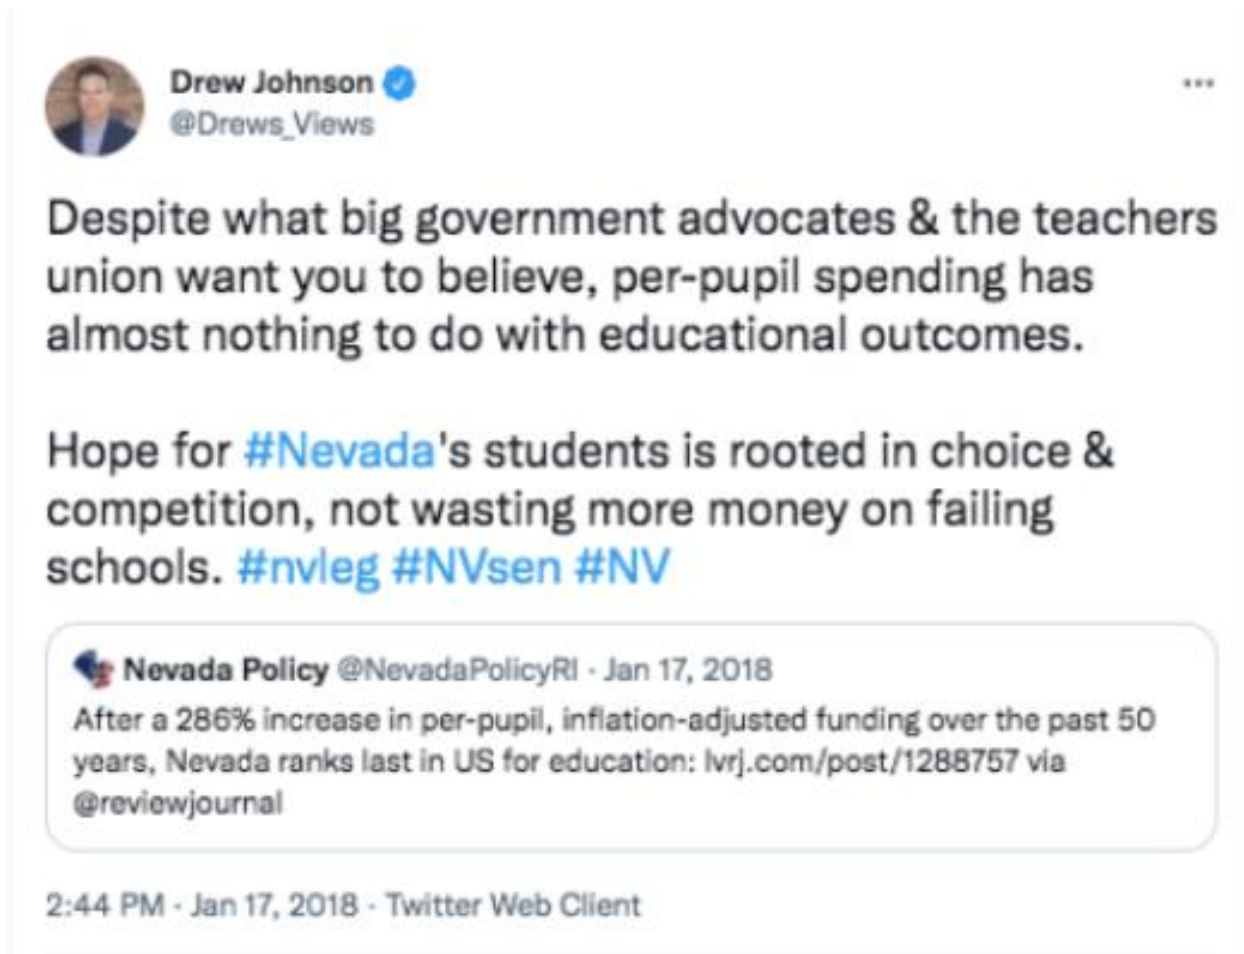 Drew Johnson
@Drews_Views
Despite what big government advocates & the teachers
union want you to believe, per-pupil spending has
almost nothing to do with educational outcomes.
Hope for #Nevada's students is rooted in choice &
competition, not wasting more money on failing
schools. #nvleg #NVsen #NV
Nevada Policy @NevadaPolicyRI · Jan 17, 2018
After a 286% increase in per-pupil, inflation-adjusted funding over the past 50
years, Nevada ranks last in US for education: lvrj.com/post/1288757 via
@reviewjournal
2:44 PM · Jan 17, 2018 · Twitter Web Client